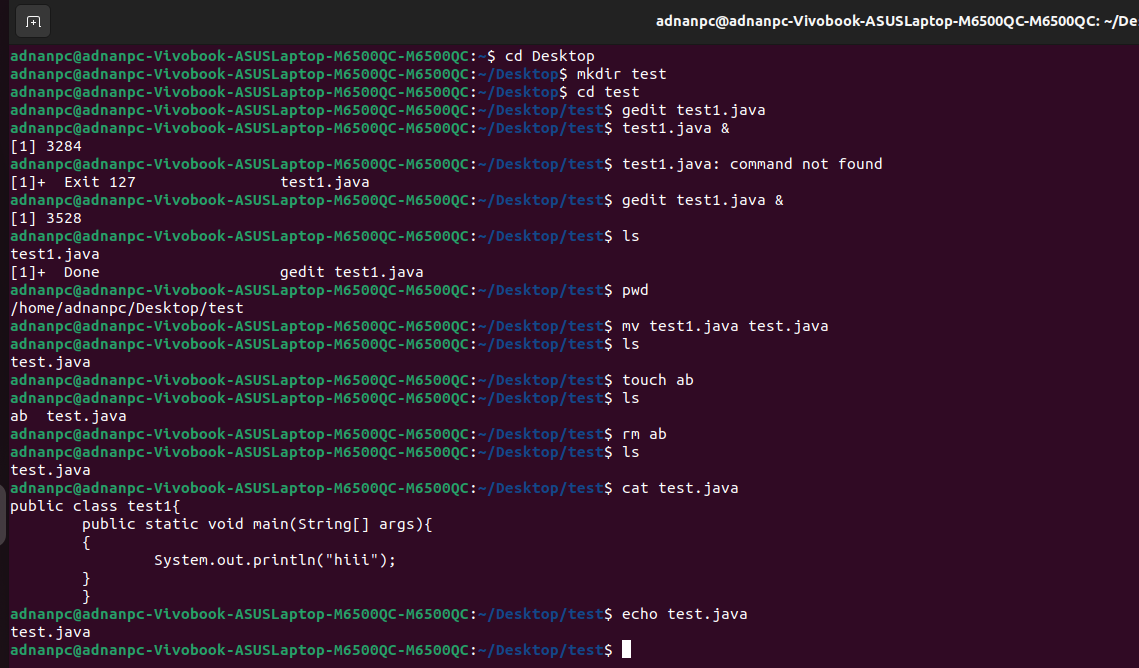 adnanpc@adnanpc-Vivobook-ASUSLaptop-M6500QC-M6500QC: ~/De
adnanpc@adnanpc-Vivobook-ASUSLaptop-M6500QC-M6500QC:~$ cd Desktop
adnanpc@adnanpc-Vivobook-ASUSLaptop-M6500QC-M6500QC:~/Desktop$ mkdir test
adnanpc@adnanpc-Vivobook-ASUSLaptop-M6500QC-M6500QC:~/Desktop$ cd test
adnanpc@adnanpc-Vivobook-ASUSLaptop-M6500QC-M6500QC:~/Desktop/test$ gedit test1.java
adnanpc@adnanpc-Vivobook-ASUSLaptop-M6500QC-M6500QC:~/Desktop/test$ test1.java &
[1] 3284
adnanpc@adnanpc-Vivobook-ASUSLaptop-M6500QC-M6500QC:~/Desktop/test$ test1.java: command not found
[1]+  Exit 127                test1.java
adnanpc@adnanpc-Vivobook-ASUSLaptop-M6500QC-M6500QC:~/Desktop/test$ gedit test1.java &
[1] 3528
adnanpc@adnanpc-Vivobook-ASUSLaptop-M6500QC-M6500QC:~/Desktop/test$ ls
test1.java
[1]+  Done                    gedit test1.java
adnanpc@adnanpc-Vivobook-ASUSLaptop-M6500QC-M6500QC:~/Desktop/test$ pwd
/home/adnanpc/Desktop/test
adnanpc@adnanpc-Vivobook-ASUSLaptop-M6500QC-M6500QC:~/Desktop/test$ mv test1.java test.java
adnanpc@adnanpc-Vivobook-ASUSLaptop-M6500QC-M6500QC:~/Desktop/test$ ls
test.java
adnanpc@adnanpc-Vivobook-ASUSLaptop-M6500QC-M6500QC:~/Desktop/test$ touch ab
adnanpc@adnanpc-Vivobook-ASUSLaptop-M6500QC-M6500QC:~/Desktop/test$ ls
ab  test.java
adnanpc@adnanpc-Vivobook-ASUSLaptop-M6500QC-M6500QC:~/Desktop/test$ rm ab
adnanpc@adnanpc-Vivobook-ASUSLaptop-M6500QC-M6500QC:~/Desktop/test$ ls
test.java
adnanpc@adnanpc-Vivobook-ASUSLaptop-M6500QC-M6500QC:~/Desktop/test$ cat test.java
public class test1{
        public static void main(String[] args){
        {
                System.out.println("hiii");
        }
        }
adnanpc@adnanpc-Vivobook-ASUSLaptop-M6500QC-M6500QC:~/Desktop/test$ echo test.java
test.java
adnanpc@adnanpc-Vivobook-ASUSLaptop-M6500QC-M6500QC:~/Desktop/test$